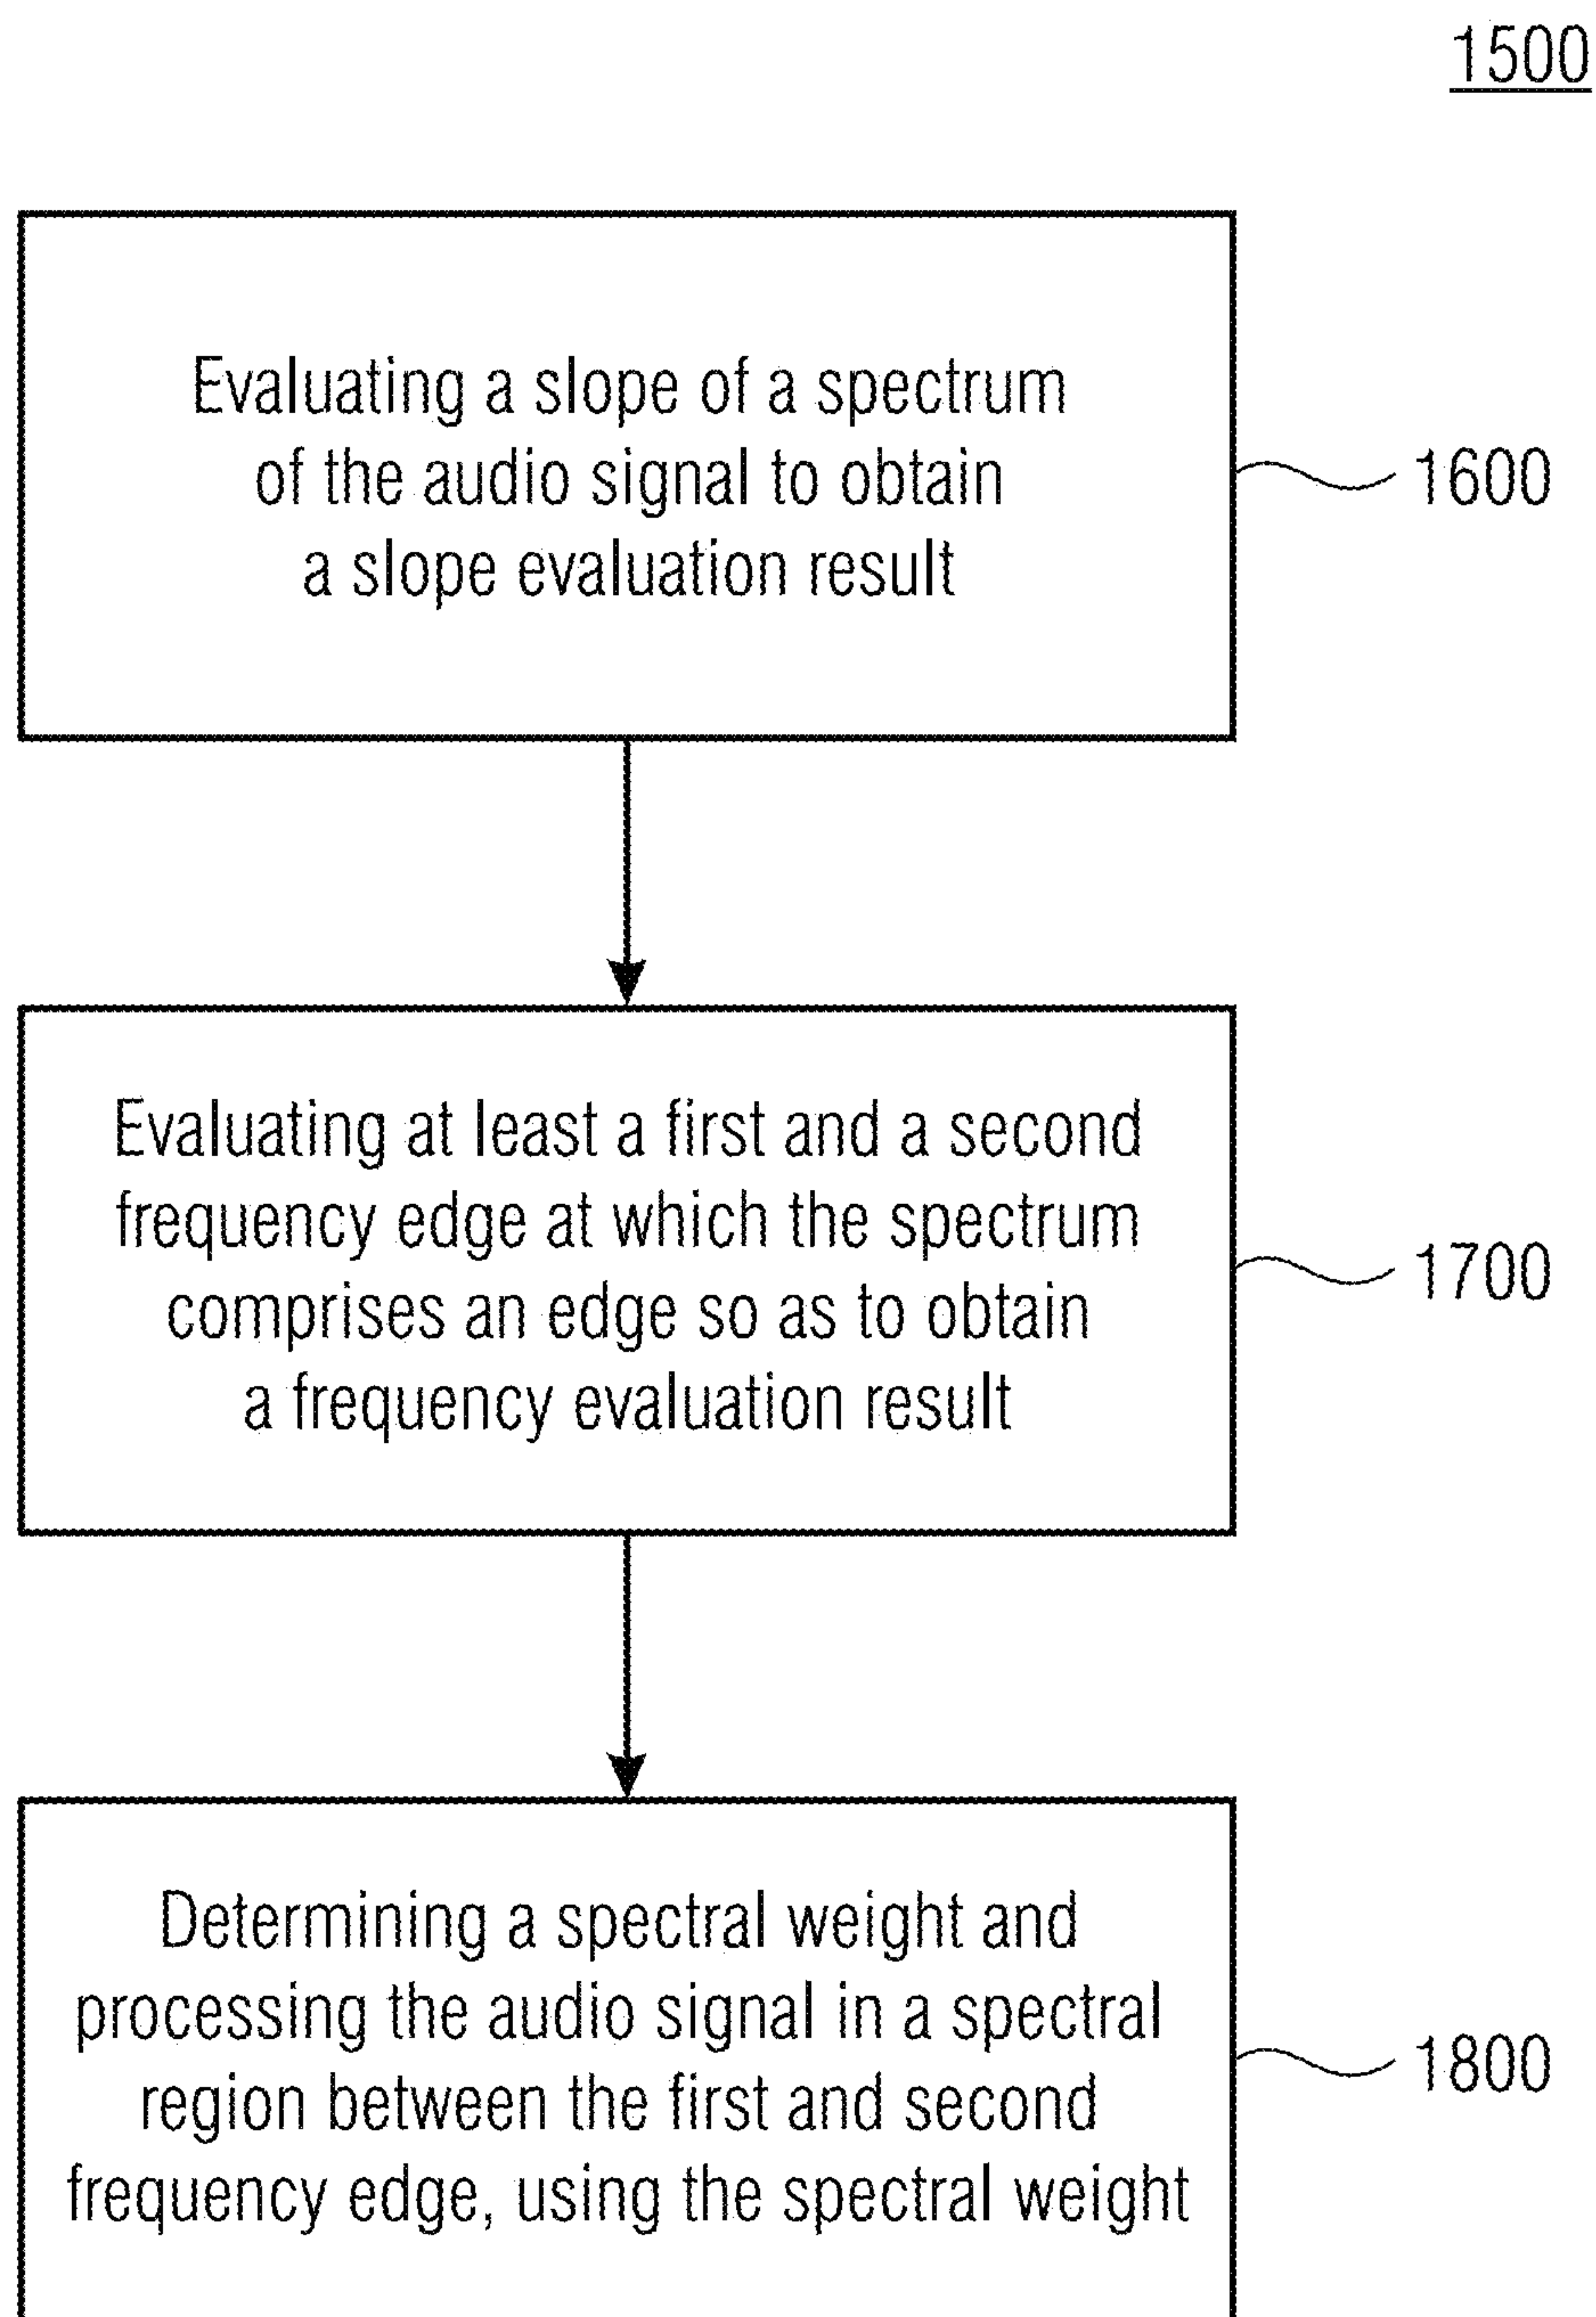 1500
Evaluating a slope of a spectrum
of the audio signal to obtain
a slope evaluation result
1600
Evaluating at least a first and a second
frequency edge at which the spectrum
comprises an edge so as to obtain
a frequency evaluation result
1700
Determining a spectral weight and
processing the audio signal in a spectral
region between the first and second
frequency edge, using the spectral weight
1800